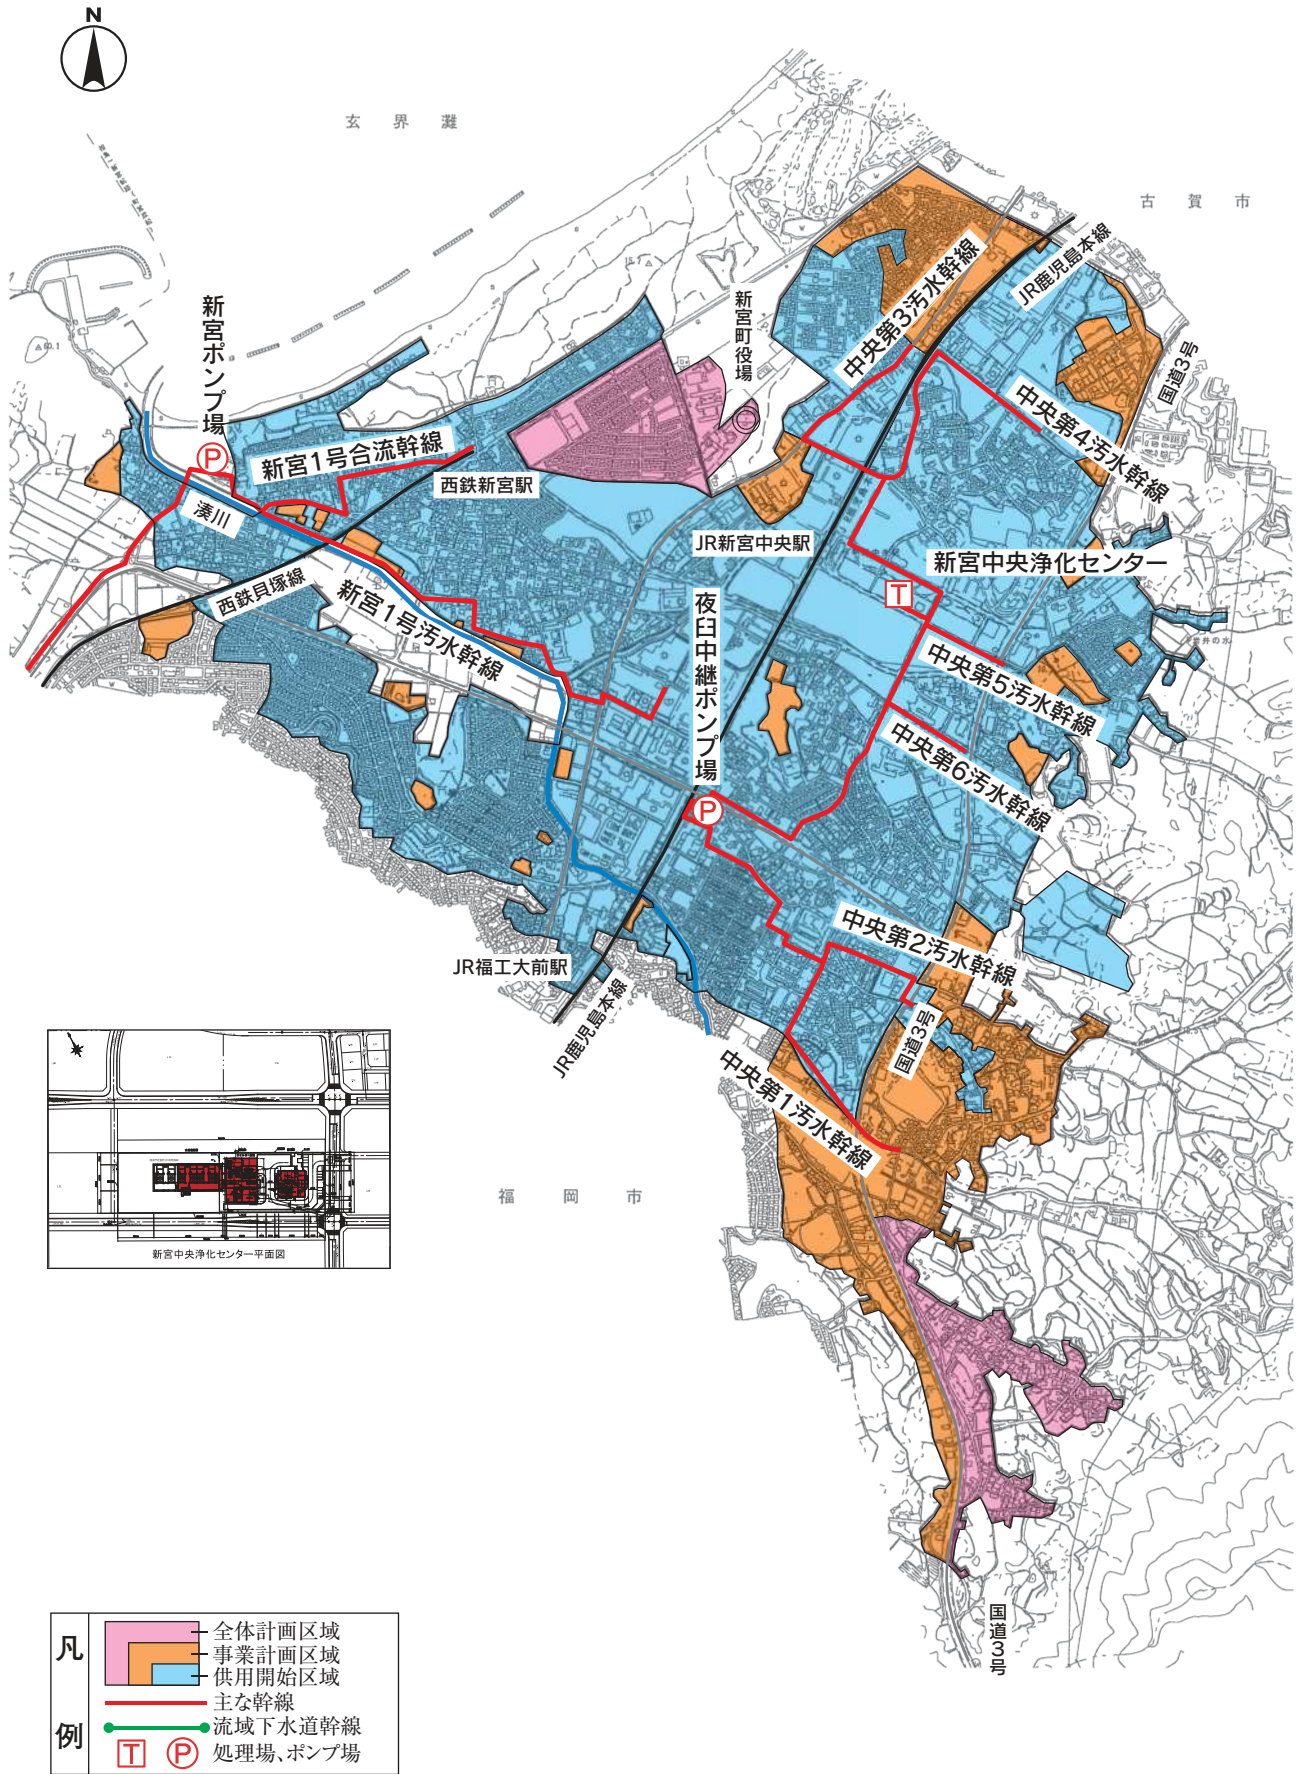 N
玄界灘
古賀市
新宮ポンプ場
P
新宮町役場
中央第3汚水幹線
JR鹿児島本線
国道3号
中央第4汚水幹線
新宮1号合流幹線
西鉄新宮駅
湊川
JR新宮中央駅
新宮中央浄化センター
T
西鉄貝塚線
新宮1号汚水幹線
夜臼中継ポンプ場
P
中央第5汚水幹線
中央第6汚水幹線
中央第2汚水幹線
JR福工大前駅
JR鹿児島本線
国道3号
中央第1汚水幹線
福岡市
新宮中央浄化センター平面図
国道3号
凡例
全体計画区域
事業計画区域
供用開始区域
主な幹線
流域下水道幹線
T P 処理場、ポンプ場